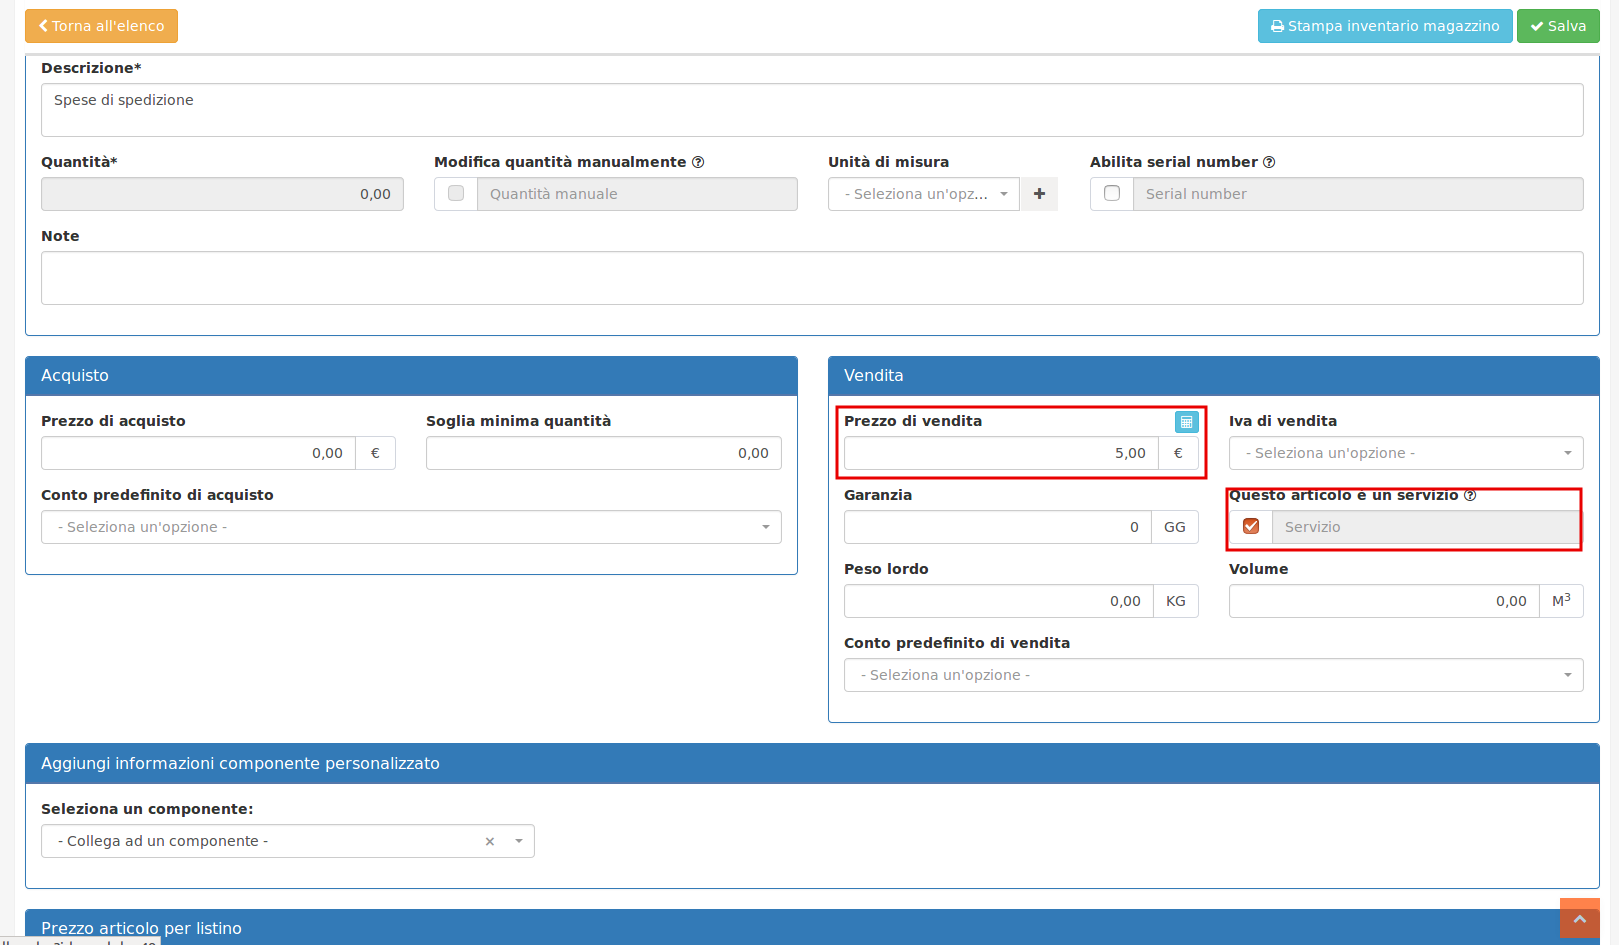 Torna all'elenco
Stampa inventario magazzino
Salva
Descrizione*
Spese di spedizione
Quantità*
Modifica quantità manualmente
Unità di misura
Abilita serial number
0,00
Quantità manuale
- Seleziona un'opz...
Serial number
Note
Acquisto
Vendita
Prezzo di acquisto
Soglia minima quantità
Prezzo di vendita
Iva di vendita
0,00 €
0,00
5,00 €
- Seleziona un'opzione -
Conto predefinito di acquisto
Garanzia
Questo articolo è un servizio
- Seleziona un'opzione -
0 GG
Servizio
Peso lordo
Volume
0,00 KG
0,00 M³
Conto predefinito di vendita
- Seleziona un'opzione -
Aggiungi informazioni componente personalizzato
Seleziona un componente:
- Collega ad un componente - ×
Prezzo articolo per listino